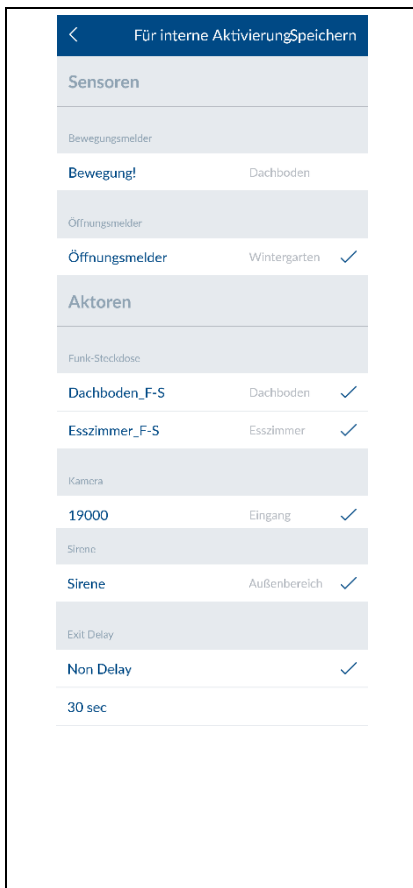 Für interne AktivierungSpeichern
Sensoren
Bewegungsmelder
Bewegung! Dachboden
Öffnungsmelder
Öffnungsmelder Wintergarten
Aktoren
Funk-Steckdose
Dachboden_F-S Dachboden
Esszimmer_F-S Esszimmer
Kamera
19000 Eingang
Sirene
Sirene Außenbereich
Exit Delay
Non Delay
30 sec